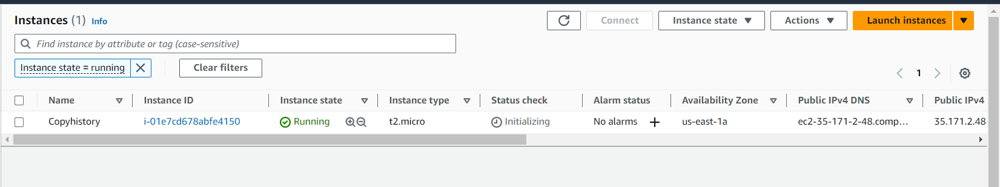 Instances (1) Info
Connect
Instance state
Actions
Launch instances
Find instance by attribute or tag (case-sensitive)
Instance state = running
Clear filters
1
Name Instance ID Instance state Instance type Status check Alarm status Availability Zone Public IPv4 DNS Public IPv4
Copyhistory i-01e7cd678abfe4150 Running t2.micro Initializing No alarms + us-east-1a ec2-35-171-2-48.comp... 35.171.2.48